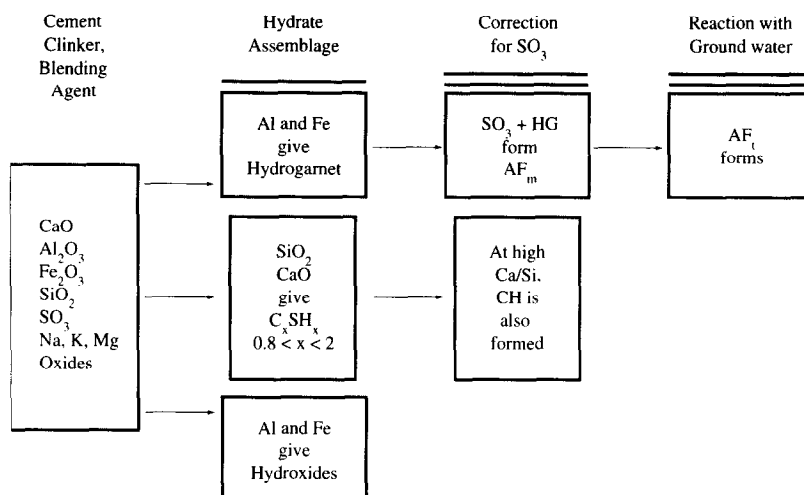 Cement
Clinker,
Blending
Agent
Hydrate
Assemblage
Correction
for SO₃
Reaction with
Ground water
CaO
Al₂O₃
Fe₂O₃
SiO₂
SO₃
Na, K, Mg
Oxides
Al and Fe
give
Hydrogarnet
SO₃ + HG
form
AFₘ
AFₜ
forms
SiO₂
CaO
give
CₓSHₓ
0.8 < x < 2
At high
Ca/Si,
CH is
also
formed
Al and Fe
give
Hydroxides